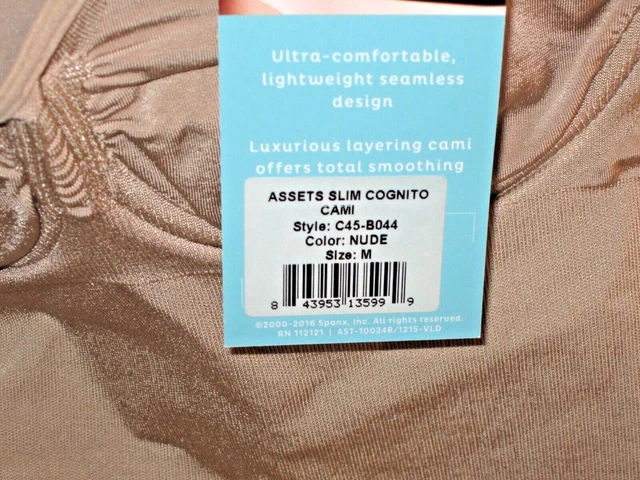 Ultra-comfortable,
lightweight seamless
design
Luxurious layering cami
offers total smoothing
ASSETS SLIM COGNITO
CAMI
Style: C45-B044
Color: NUDE
Size: M
8 43953 13599 9
©2000-2016 Spanx, Inc. All rights reserved.
RN 112121 | AST-10024R/1215-VLD